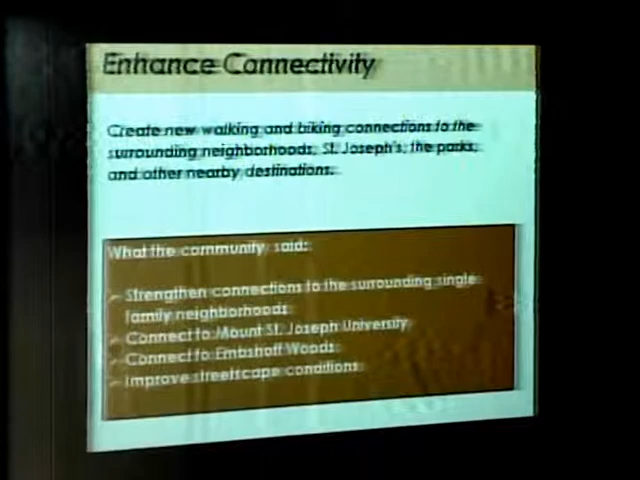 Enhance Connectivity
Create new walking and biking connections to the
surrounding neighborhoods, St. Joseph's, the parks,
and other nearby destinations.
What the community said:
Strengthen connections to the surrounding single
family neighborhoods
Connect to Mount St. Joseph University
Connect to Embshoff Woods
Improve streetscape conditions